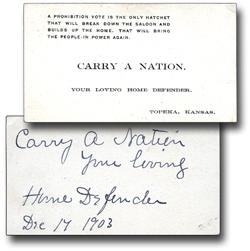 A PROHIBITION VOTE IS THE ONLY HATCHET
THAT WILL BREAK DOWN THE SALOON AND
BUILDS UP THE HOME. THAT WILL BRING
THE PEOPLE IN POWER AGAIN.
CARRY A NATION,
YOUR LOVING HOME DEFENDER,
TOPEKA, KANSAS.
Carry A Nation
Your loving
Home Defender
Dec 17 1903